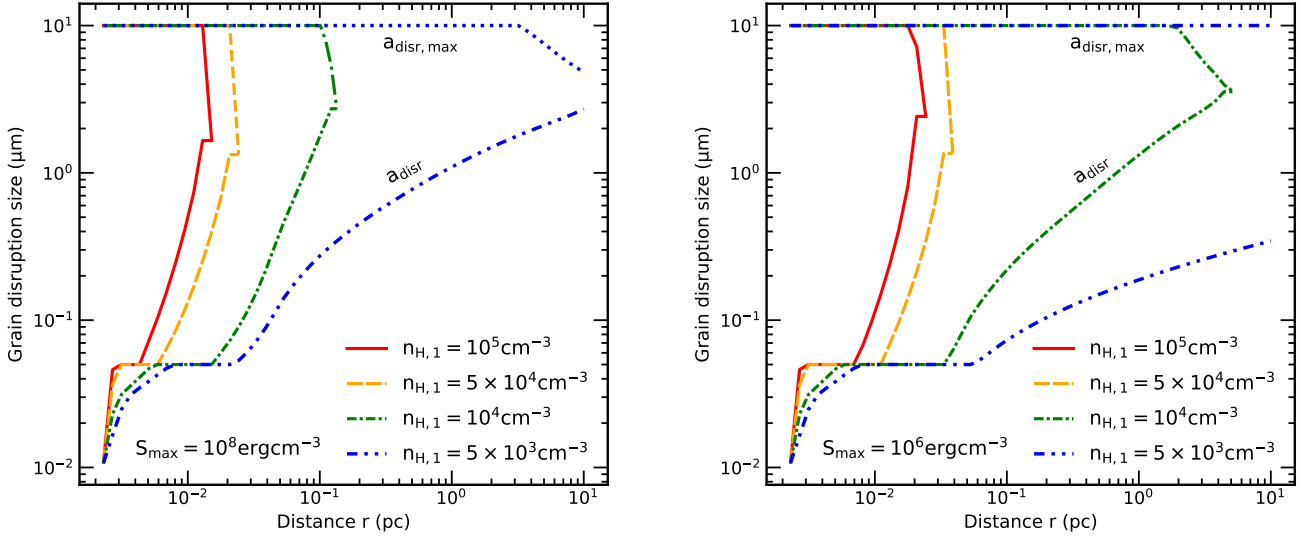 10¹
10⁰
10⁻¹
10⁻²
Grain disruption size (μm)
a_disr, max
a_disr
n_H, 1 = 10⁵cm⁻³
n_H, 1 = 5 × 10⁴cm⁻³
n_H, 1 = 10⁴cm⁻³
n_H, 1 = 5 × 10³cm⁻³
S_max = 10⁸ergcm⁻³
10⁻² 10⁻¹ 10⁰ 10¹
Distance r (pc)
10¹
10⁰
10⁻¹
10⁻²
Grain disruption size (μm)
a_disr, max
a_disr
n_H, 1 = 10⁵cm⁻³
n_H, 1 = 5 × 10⁴cm⁻³
n_H, 1 = 10⁴cm⁻³
n_H, 1 = 5 × 10³cm⁻³
S_max = 10⁶ergcm⁻³
10⁻² 10⁻¹ 10⁰ 10¹
Distance r (pc)